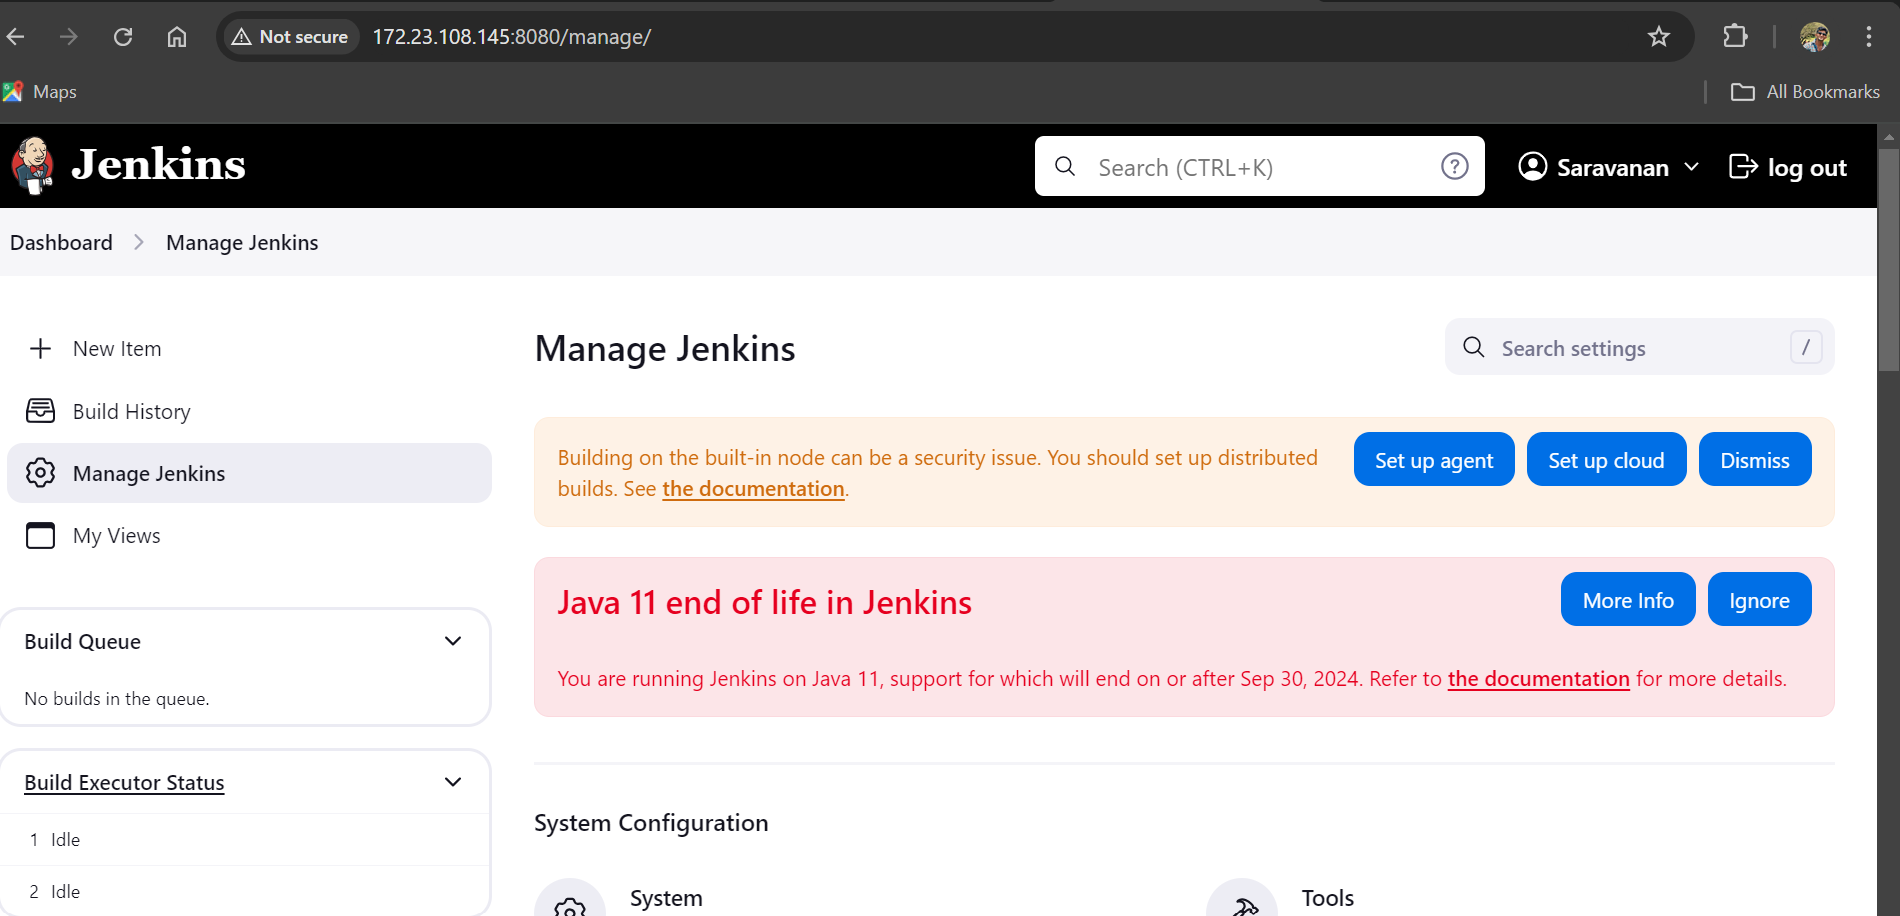 Not secure 172.23.108.145:8080/manage/
Maps
All Bookmarks
Jenkins
Search (CTRL+K)
?
Saravanan
log out
Dashboard
Manage Jenkins
New Item
Build History
Manage Jenkins
My Views
Build Queue
No builds in the queue.
Build Executor Status
1 Idle
2 Idle
Manage Jenkins
Search settings
/
Building on the built-in node can be a security issue. You should set up distributed
builds. See the documentation.
Set up agent
Set up cloud
Dismiss
Java 11 end of life in Jenkins
More Info
Ignore
You are running Jenkins on Java 11, support for which will end on or after Sep 30, 2024. Refer to the documentation for more details.
System Configuration
System
Tools